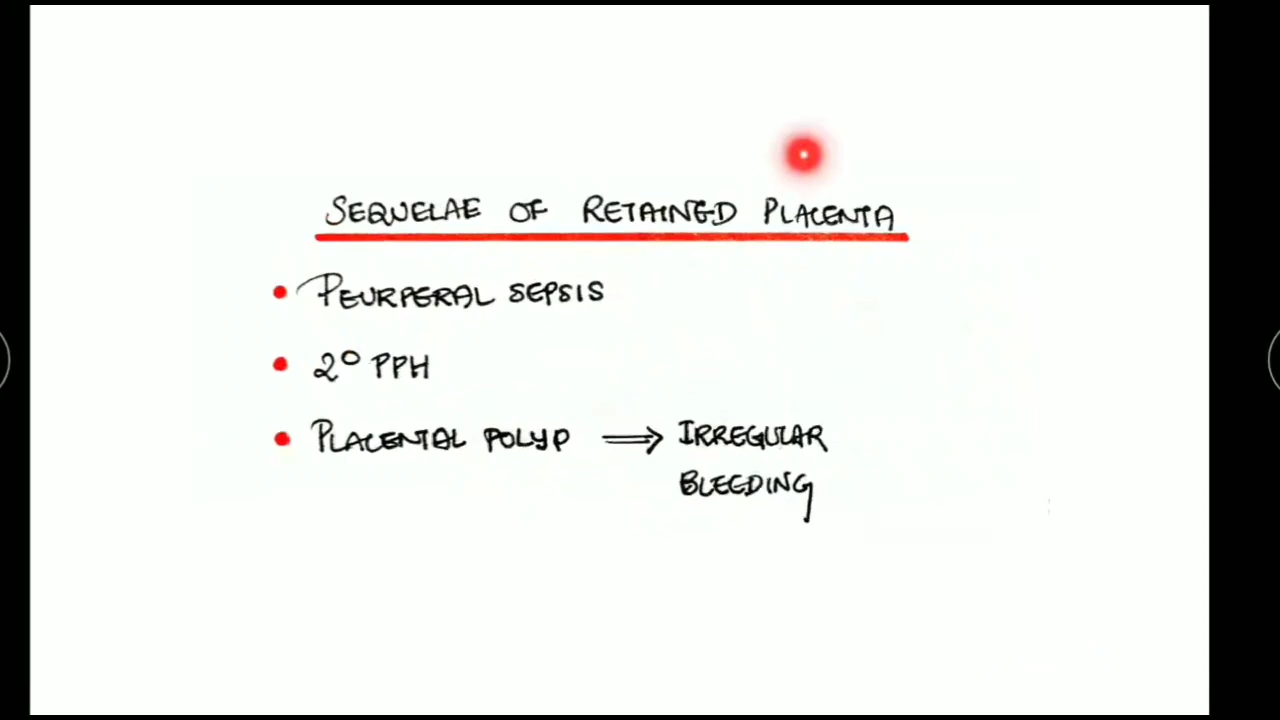 SEQUELAE OF RETAINED PLACENTA
• PEURPERAL SEPSIS
• 2° PPH
• PLACENTAL POLYP ⟹ IRREGULAR
BLEEDING